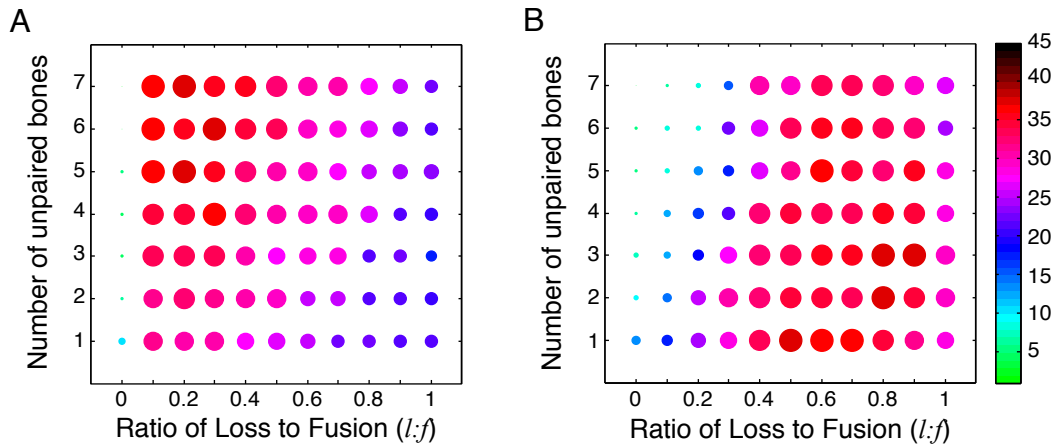 A
B
Number of unpaired bones
7
6
5
4
3
2
1
0 0.2 0.4 0.6 0.8 1
Ratio of Loss to Fusion (l:f)
Number of unpaired bones
7
6
5
4
3
2
1
0 0.2 0.4 0.6 0.8 1
Ratio of Loss to Fusion (l:f)
45
40
35
30
25
20
15
10
5